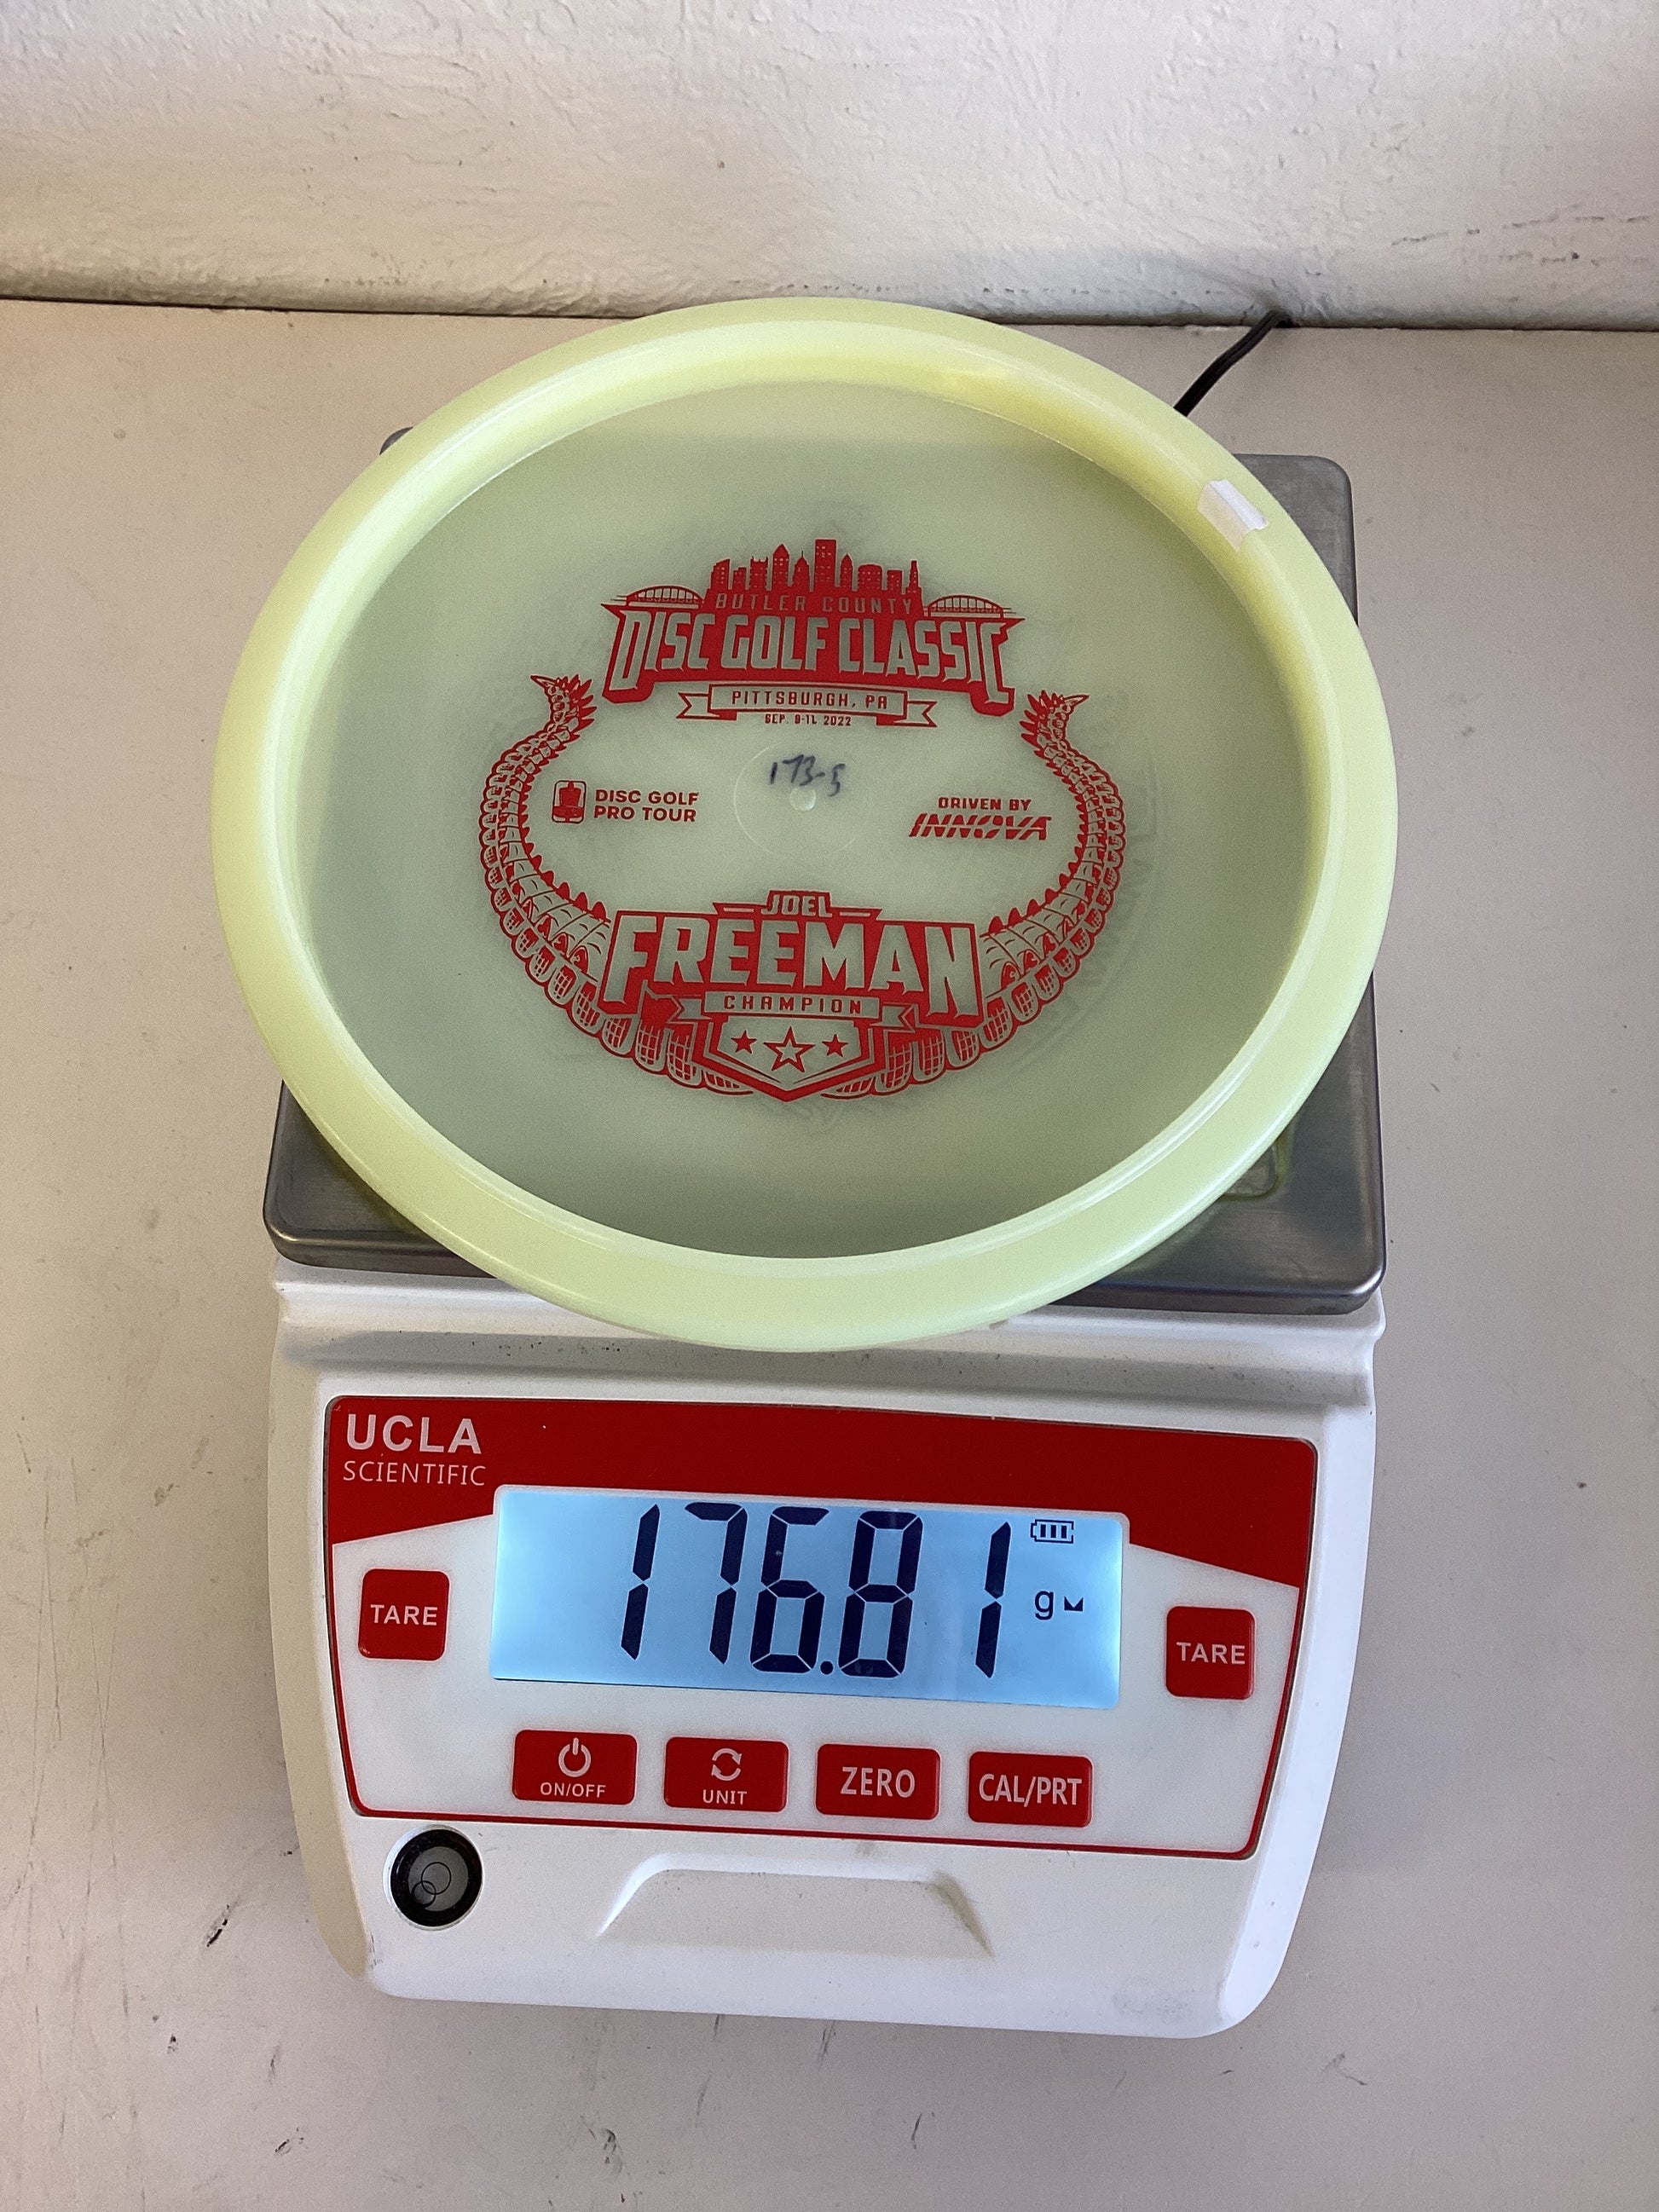 BUTLER COUNTY
DISC GOLF CLASSIC
PITTSBURGH, PA
SEP. 9-11, 2022
173-5
DISC GOLF
PRO TOUR
DRIVEN BY
INNOVA
JOEL
FREEMAN
CHAMPION
UCLA
SCIENTIFIC
176.81 g
TARE
TARE
ON/OFF
UNIT
ZERO
CAL/PRT